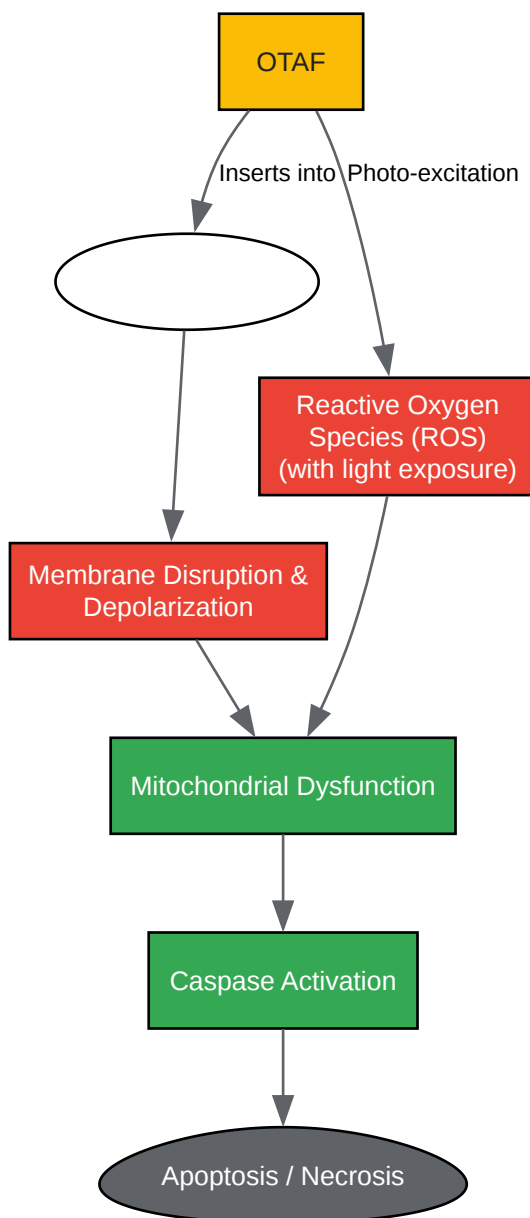 OTAF
Inserts into
Photo-excitation
Reactive Oxygen
Species (ROS)
(with light exposure)
Membrane Disruption &
Depolarization
Mitochondrial Dysfunction
Caspase Activation
Apoptosis / Necrosis